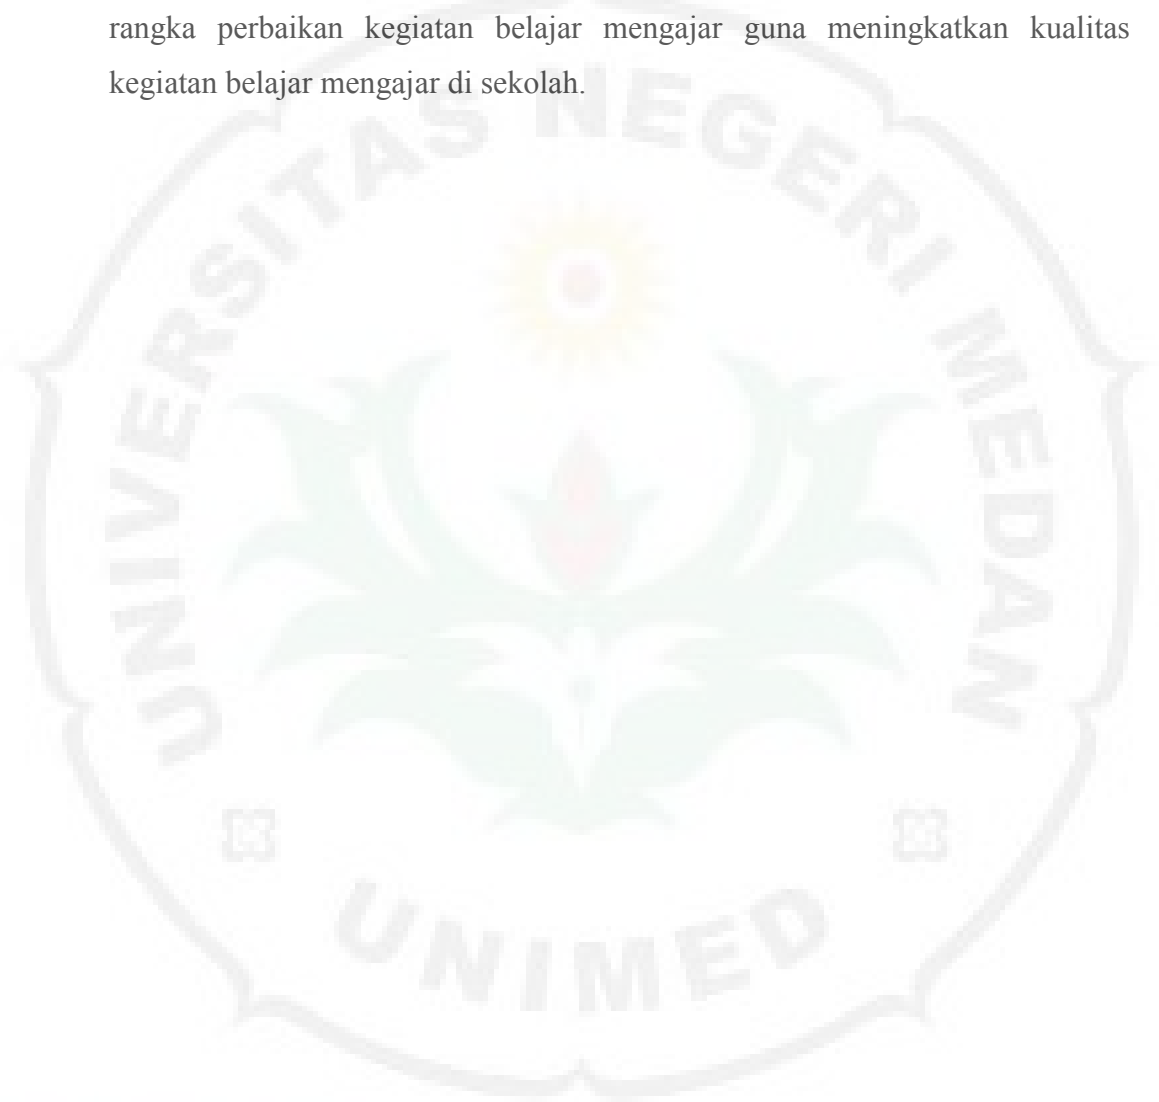 rangka perbaikan kegiatan belajar mengajar guna meningkatkan kualitas
kegiatan belajar mengajar di sekolah.
UNIVERSITAS NEGERI MEDAN
UNIMED